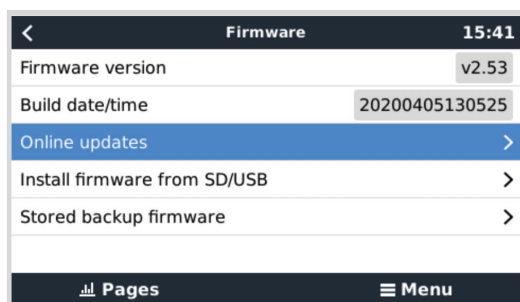 Firmware 15:41
Firmware version v2.53
Build date/time 20200405130525
Online updates
Install firmware from SD/USB
Stored backup firmware
Pages Menu